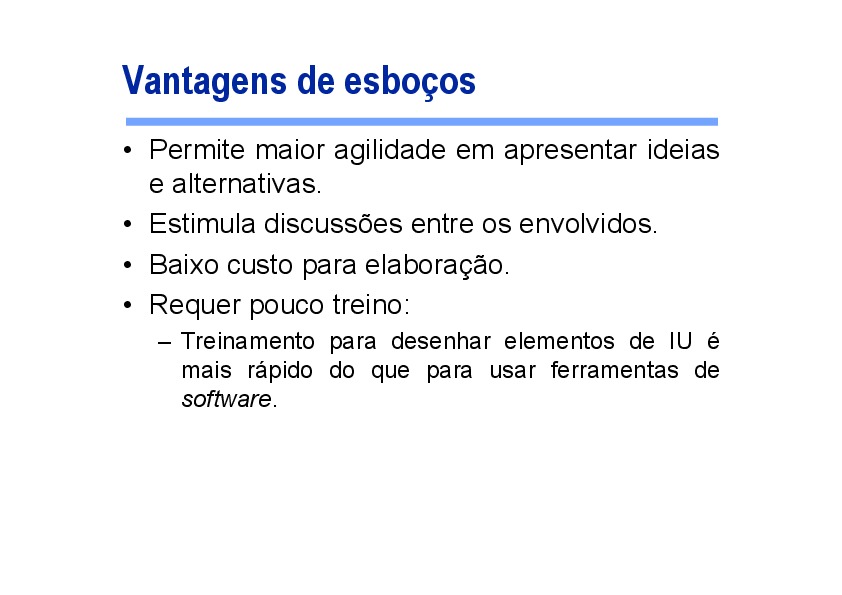 Vantagens de esboços
• Permite maior agilidade em apresentar ideias
e alternativas.
• Estimula discussões entre os envolvidos.
• Baixo custo para elaboração.
• Requer pouco treino:
– Treinamento para desenhar elementos de IU é
mais rápido do que para usar ferramentas de
software.